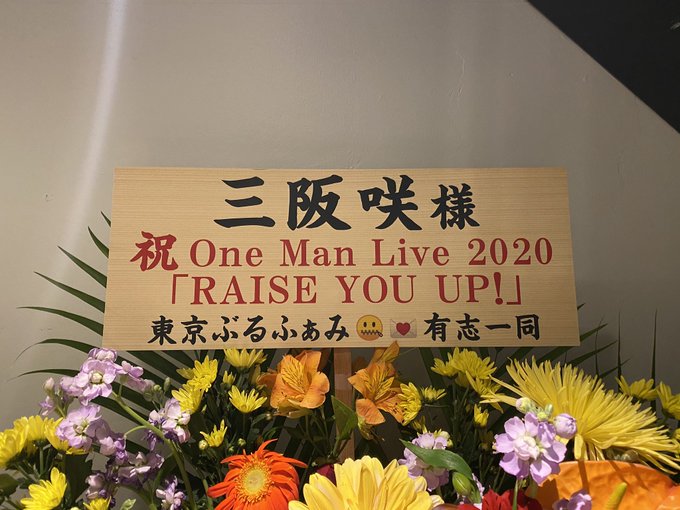 三阪咲様
祝 One Man Live 2020
「RAISE YOU UP!」
東京ぶるふぁみ🤐💌有志一同